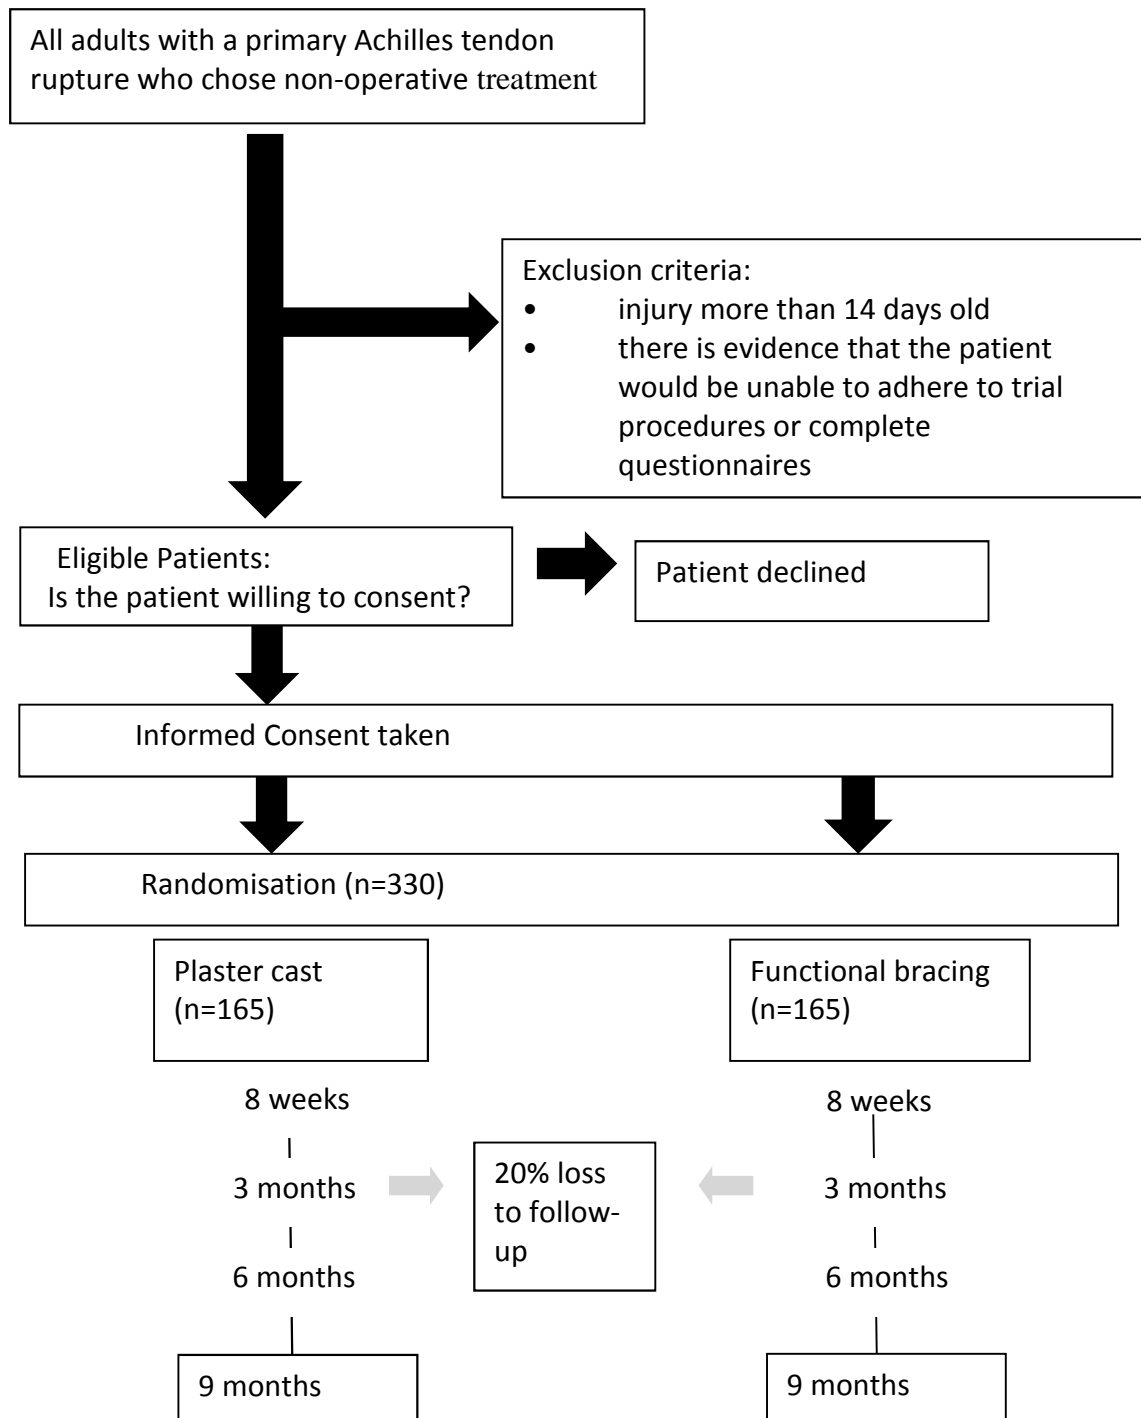 All adults with a primary Achilles tendon
rupture who chose non-operative treatment
Exclusion criteria:
• injury more than 14 days old
• there is evidence that the patient
would be unable to adhere to trial
procedures or complete
questionnaires
Eligible Patients:
Is the patient willing to consent?
Patient declined
Informed Consent taken
Randomisation (n=330)
Plaster cast
(n=165)
Functional bracing
(n=165)
8 weeks
8 weeks
3 months
20% loss
to follow-
up
3 months
6 months
6 months
9 months
9 months